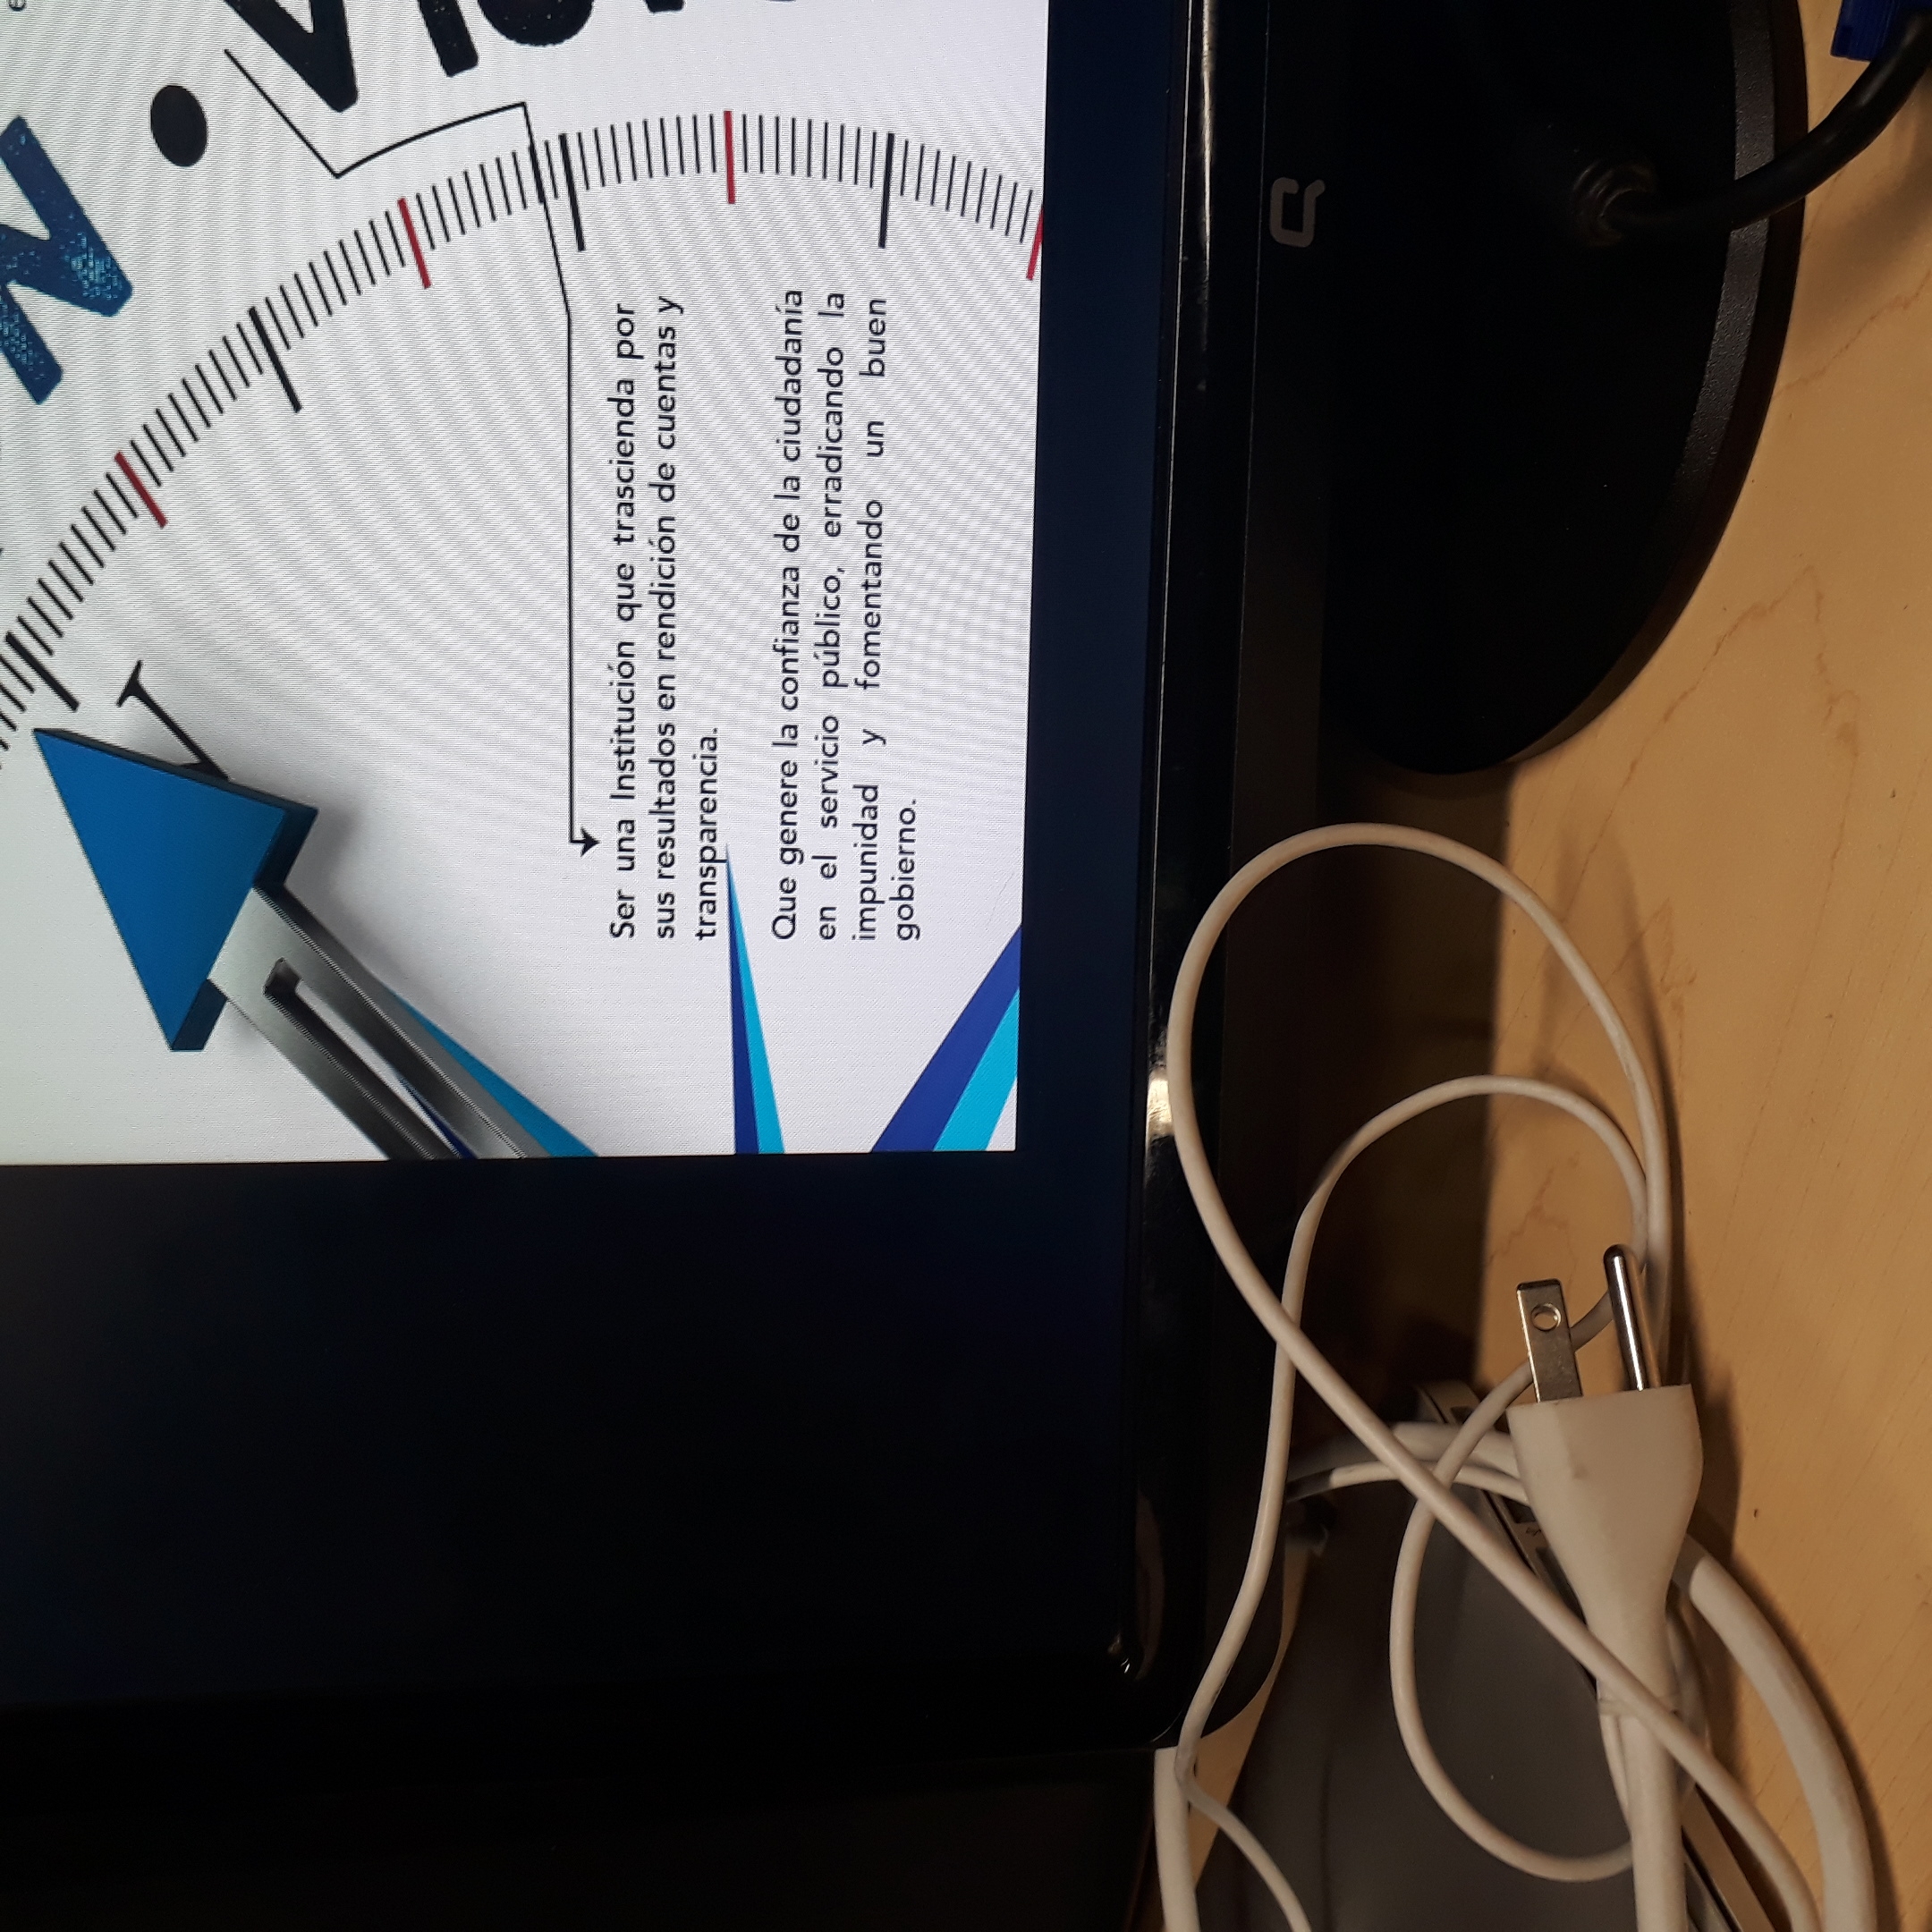 Ser una Institución que trascienda por
sus resultados en rendición de cuentas y
transparencia.
Que genere la confianza de la ciudadanía
en el servicio público, erradicando la
impunidad y fomentando un buen
gobierno.